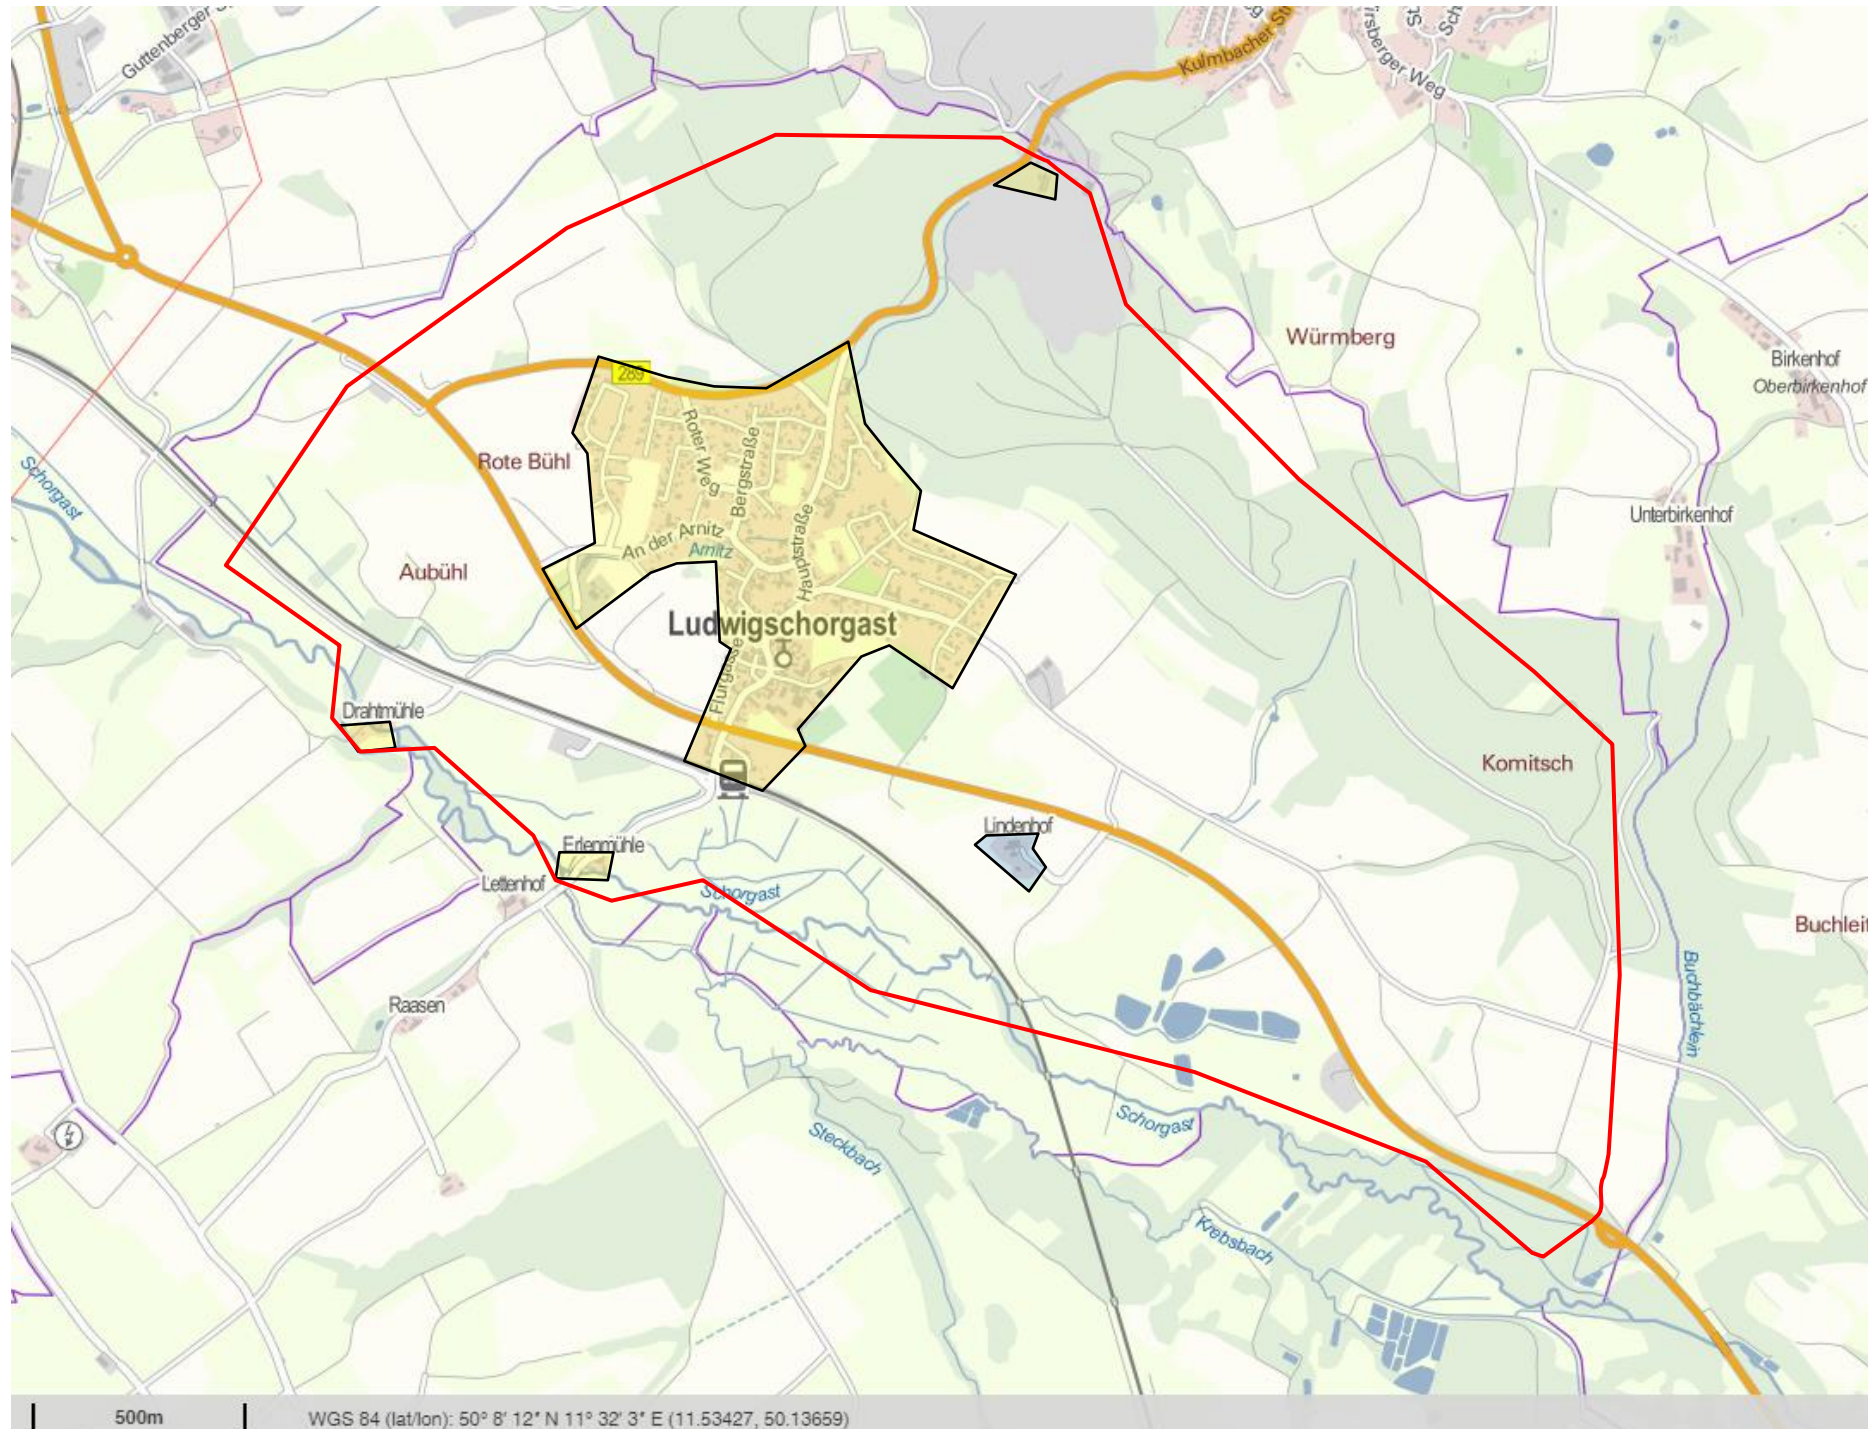 Guttenberger
Kulmbacher Str
Weg
Würmberg
Birkenhof
Oberbirkenhof
289
Roter Weg
Bergstraße
Rote Bühl
Schorgast
Hauptstraße
Unterbirkenhof
An der Arnitz
Arnitz
Aubühl
Ludwigschorgast
Flurgasse
Drahtmühle
Komitsch
Lindenhof
Erlenmühle
Lettenhof
Schorgast
Buchleit
Raasen
Buchbächlein
Schorgast
Steckbach
Krebsbach
500m
WGS 84 (lat/lon): 50° 8' 12" N 11° 32' 3" E (11.53427, 50.13659)